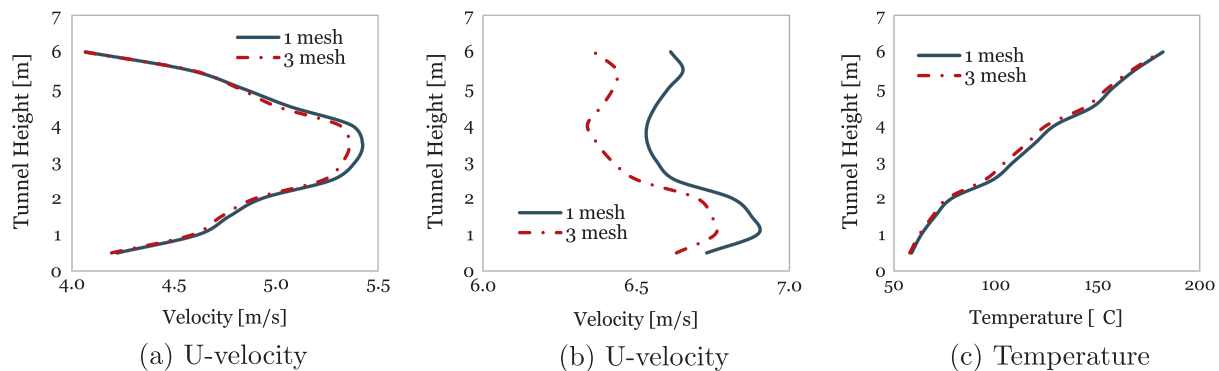 7
6
5
4
3
2
1
0
Tunnel Height [m]
1 mesh
3 mesh
4.0 4.5 5.0 5.5
Velocity [m/s]
(a) U-velocity
7
6
5
4
3
2
1
0
Tunnel Height [m]
1 mesh
3 mesh
6.0 6.5 7.0
Velocity [m/s]
(b) U-velocity
7
6
5
4
3
2
1
0
Tunnel Height [m]
1 mesh
3 mesh
50 100 150 200
Temperature [ C]
(c) Temperature